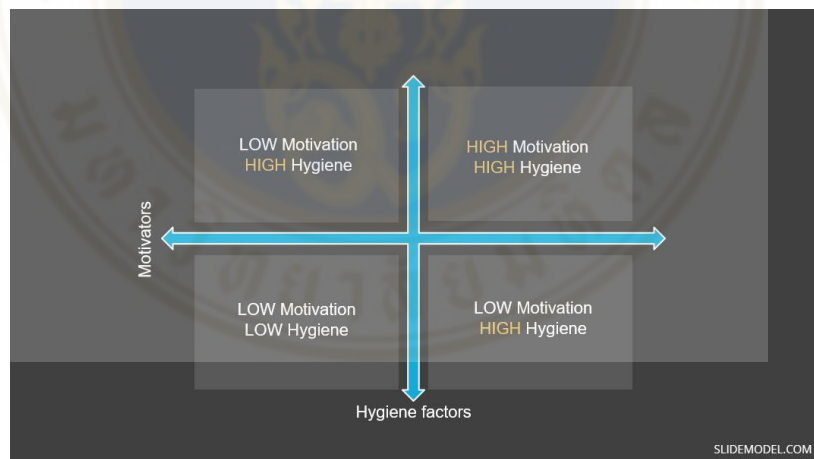 LOW Motivation
HIGH Hygiene
HIGH Motivation
HIGH Hygiene
Motivators
LOW Motivation
LOW Hygiene
LOW Motivation
HIGH Hygiene
Hygiene factors
SLIDEMODEL.COM